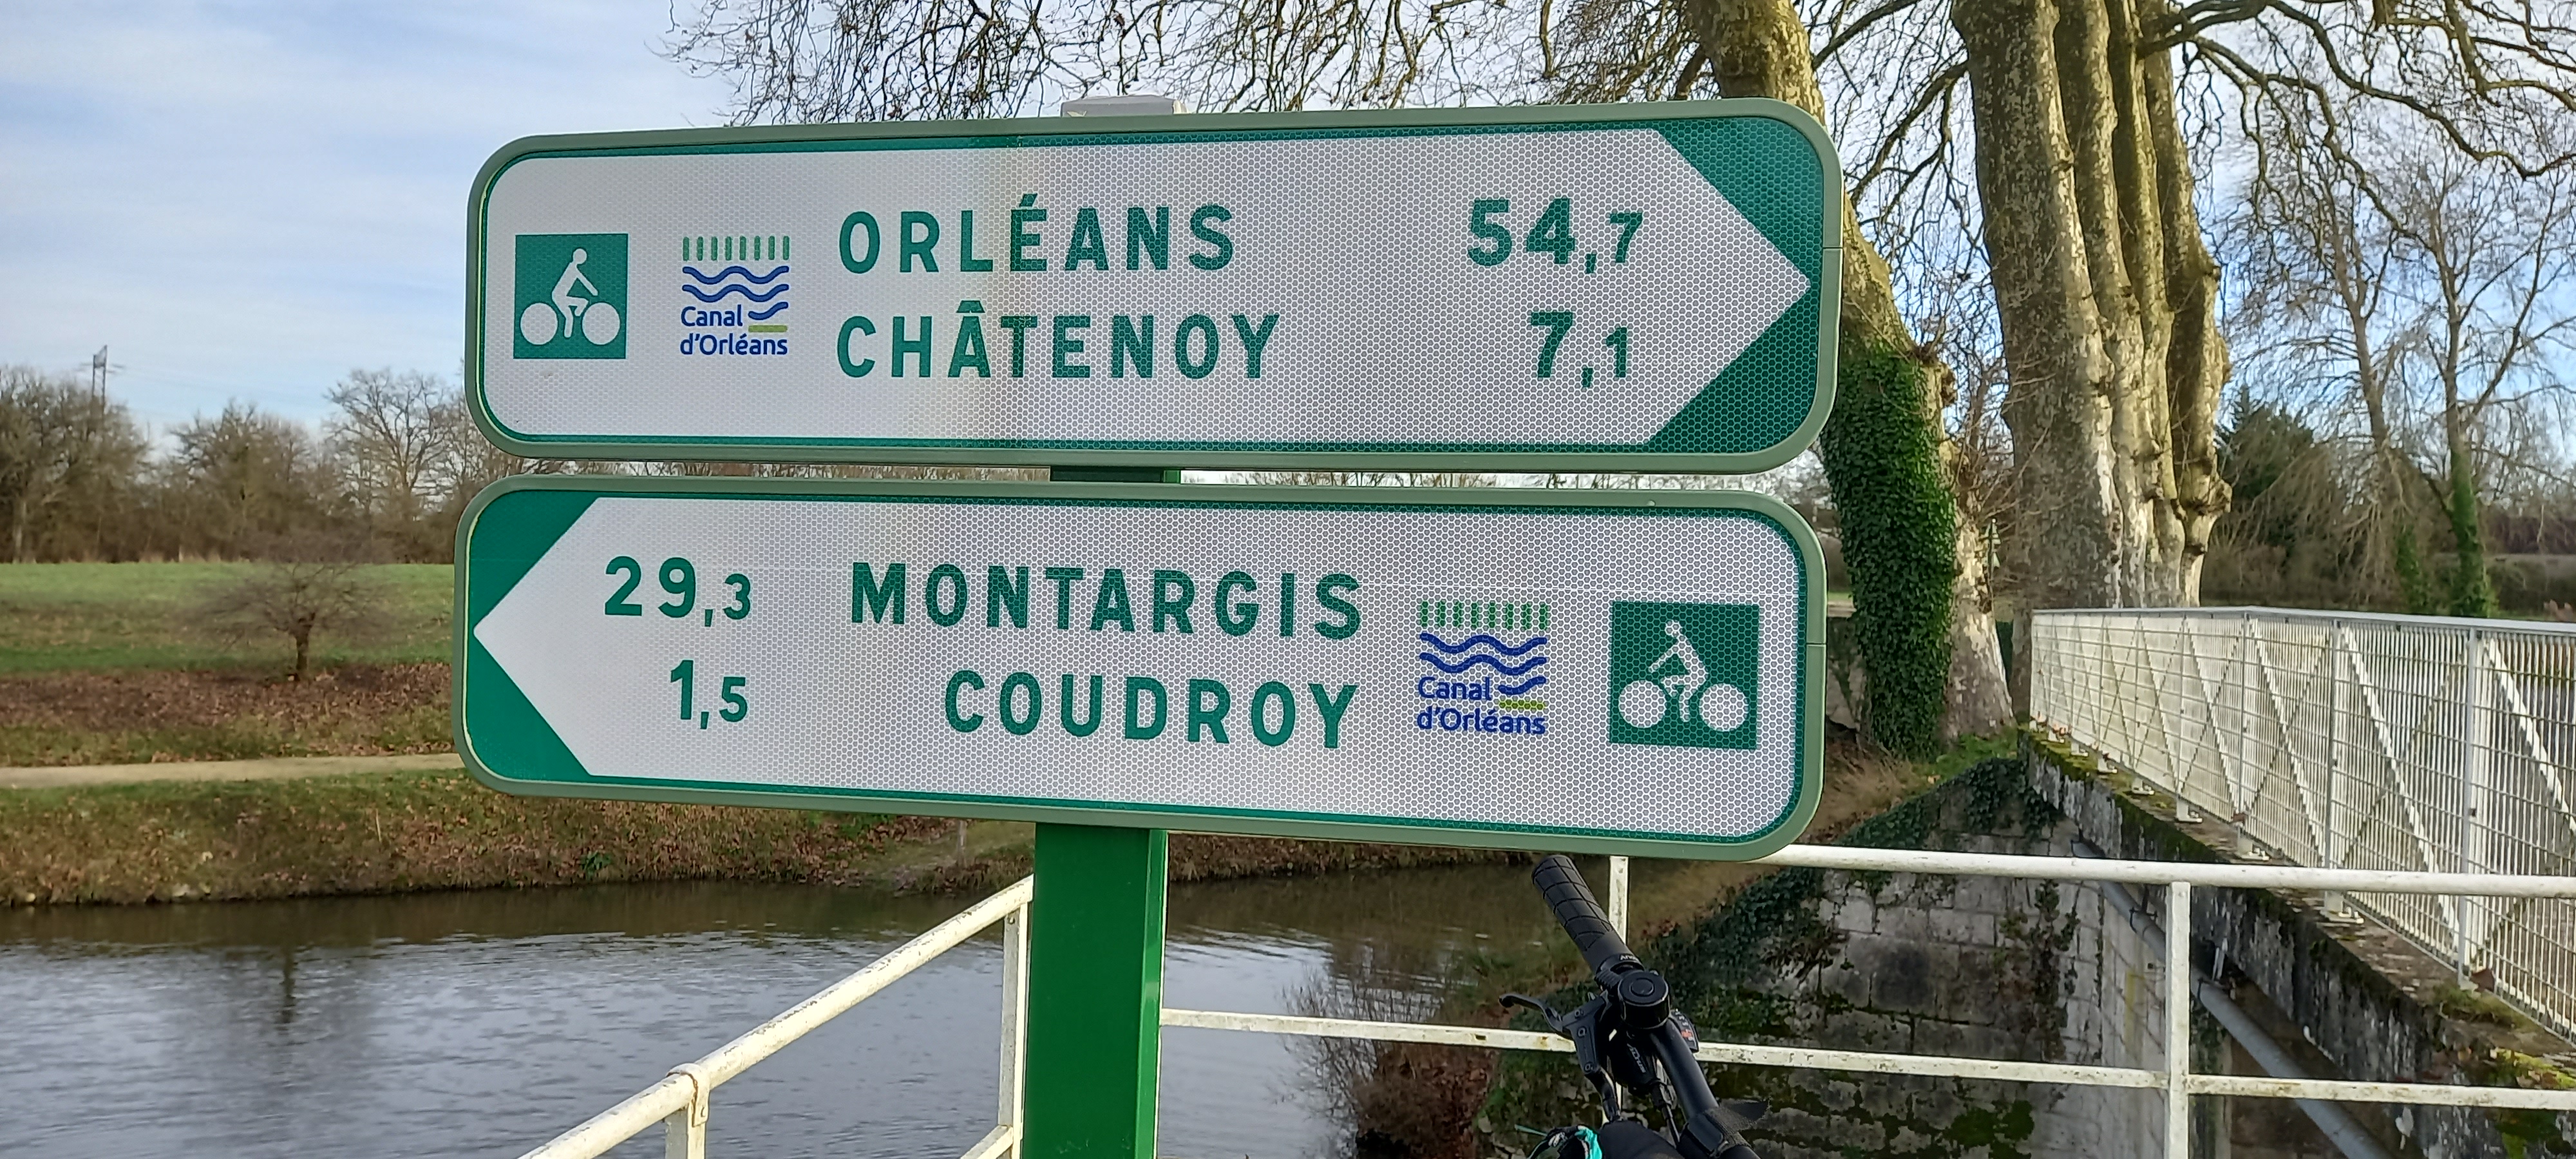 Canal
d'Orléans
ORLÉANS 54,7
CHÂTENOY 7,1
29,3 MONTARGIS
1,5 COUDROY
Canal
d'Orléans